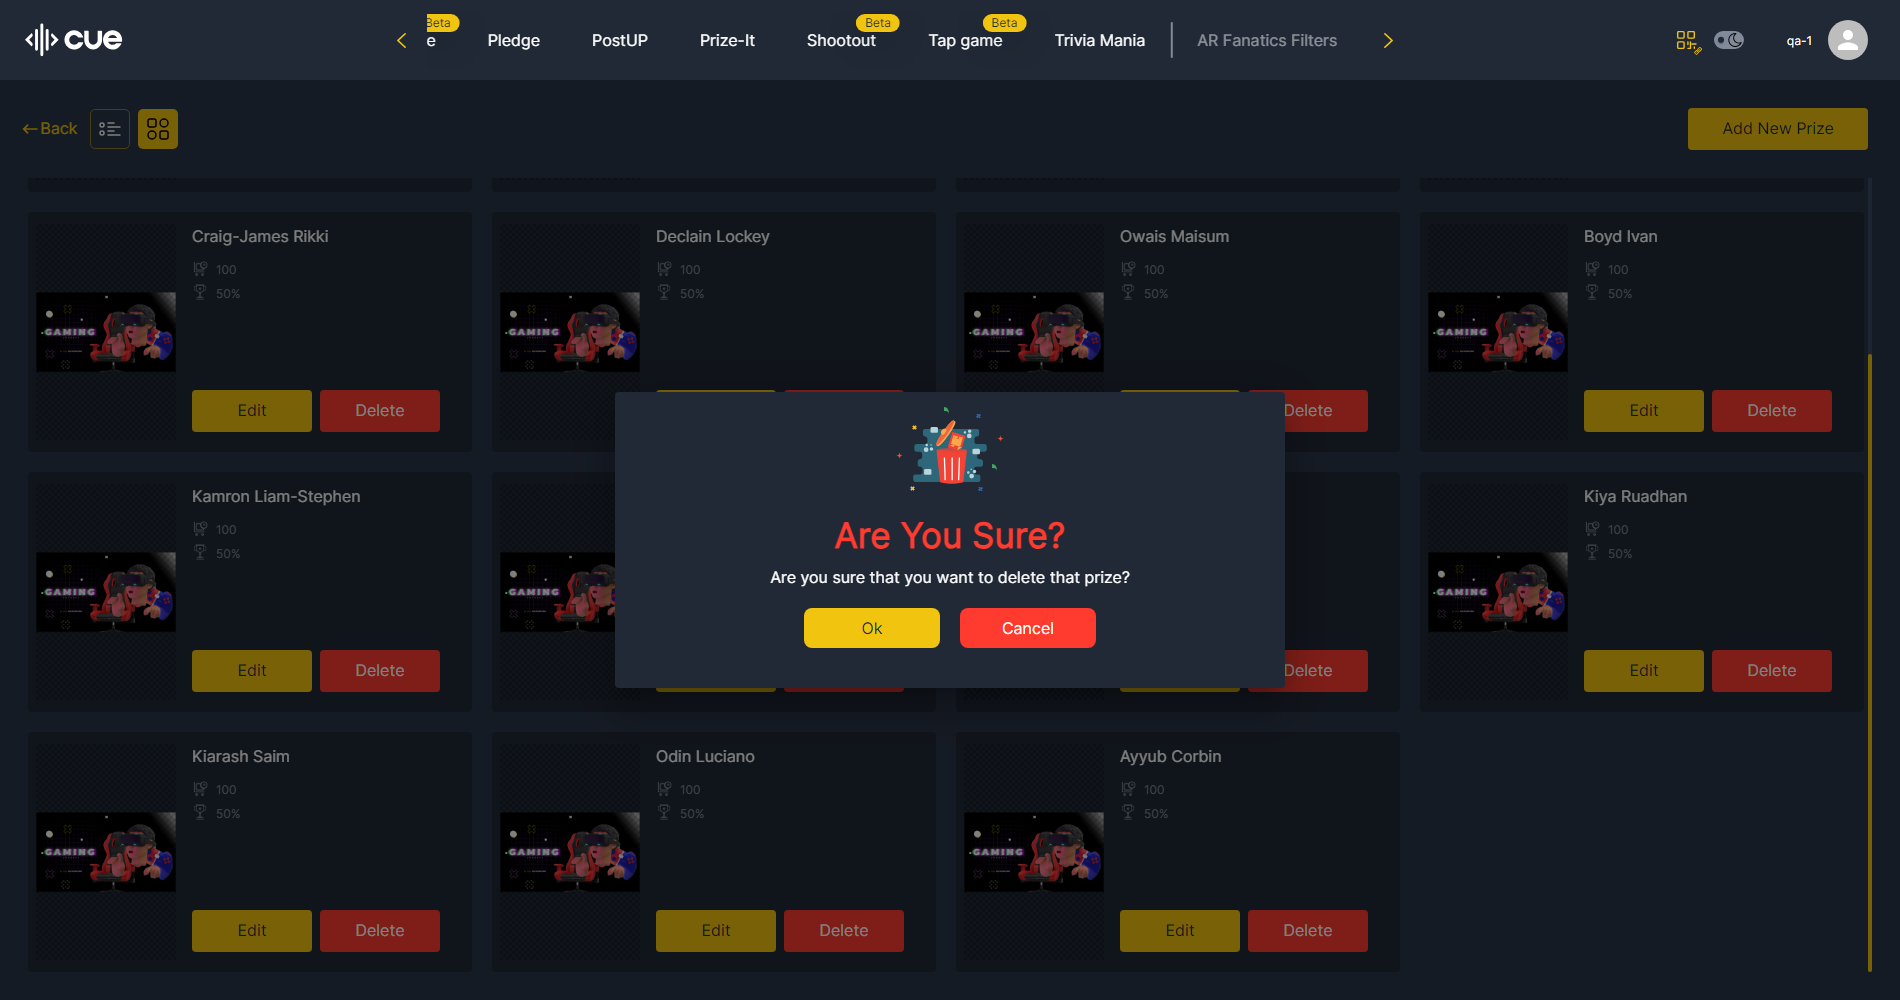 cue
Beta
e
Pledge
PostUP
Prize-It
Shootout
Beta
Tap game
Beta
Trivia Mania
AR Fanatics Filters
qa-1
Back
Add New Prize
Craig-James Rikki
100
50%
GAMING
Edit
Delete
Declain Lockey
100
50%
GAMING
Owais Maisum
100
50%
GAMING
Delete
Boyd Ivan
100
50%
GAMING
Edit
Delete
Are You Sure?
Are you sure that you want to delete that prize?
Ok
Cancel
Kamron Liam-Stephen
100
50%
GAMING
Edit
Delete
GAMING
Delete
Kiya Ruadhan
100
50%
GAMING
Edit
Delete
Kiarash Saim
100
50%
GAMING
Edit
Delete
Odin Luciano
100
50%
GAMING
Edit
Delete
Ayyub Corbin
100
50%
GAMING
Edit
Delete